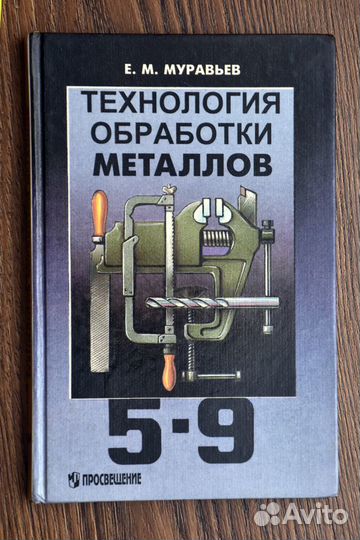 Е. М. МУРАВЬЕВ
ТЕХНОЛОГИЯ
ОБРАБОТКИ
МЕТАЛЛОВ
5-9
ПРОСВЕЩЕНИЕ
Avito